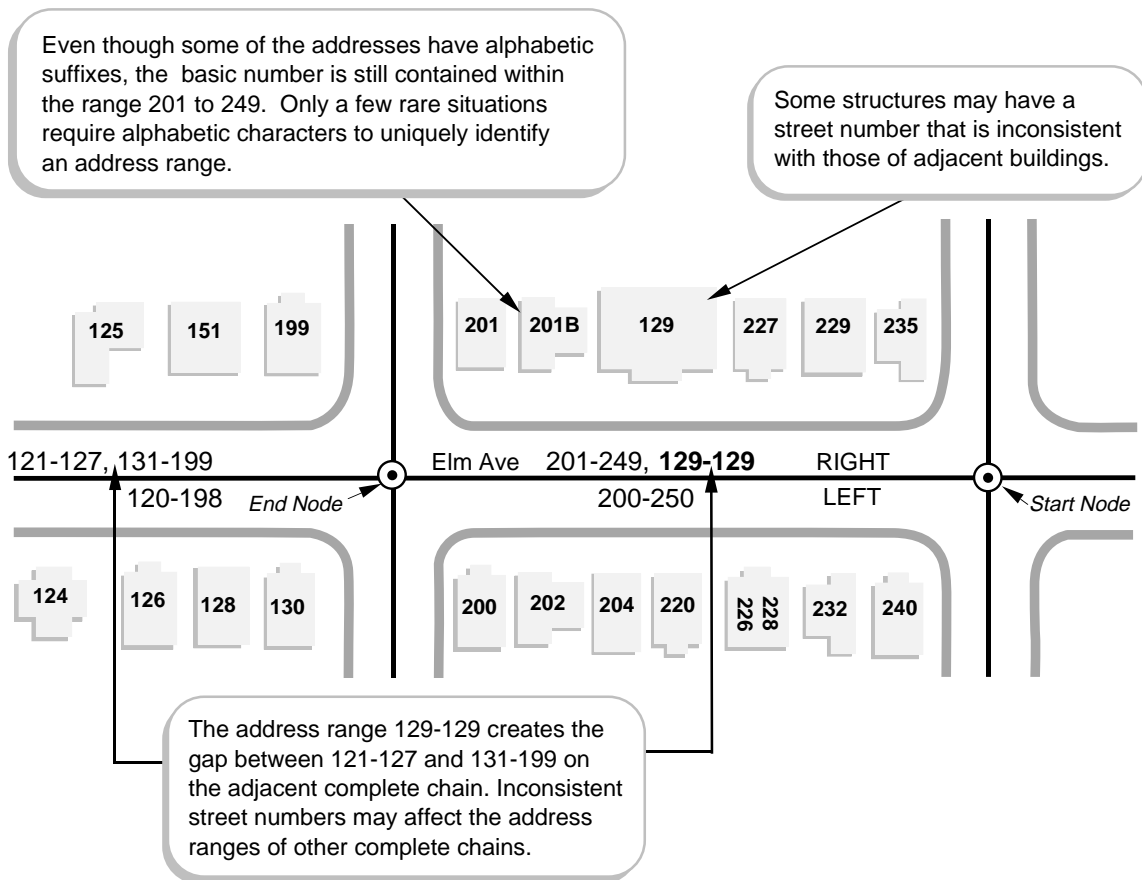 Even though some of the addresses have alphabetic
suffixes, the basic number is still contained within
the range 201 to 249. Only a few rare situations
require alphabetic characters to uniquely identify
an address range.
Some structures may have a
street number that is inconsistent
with those of adjacent buildings.
125
151
199
201
201B
129
227
229
235
121-127, 131-199
Elm Ave 201-249, 129-129 RIGHT
120-198
End Node
200-250
LEFT
Start Node
124
126
128
130
200
202
204
220
226
228
232
240
The address range 129-129 creates the
gap between 121-127 and 131-199 on
the adjacent complete chain. Inconsistent
street numbers may affect the address
ranges of other complete chains.